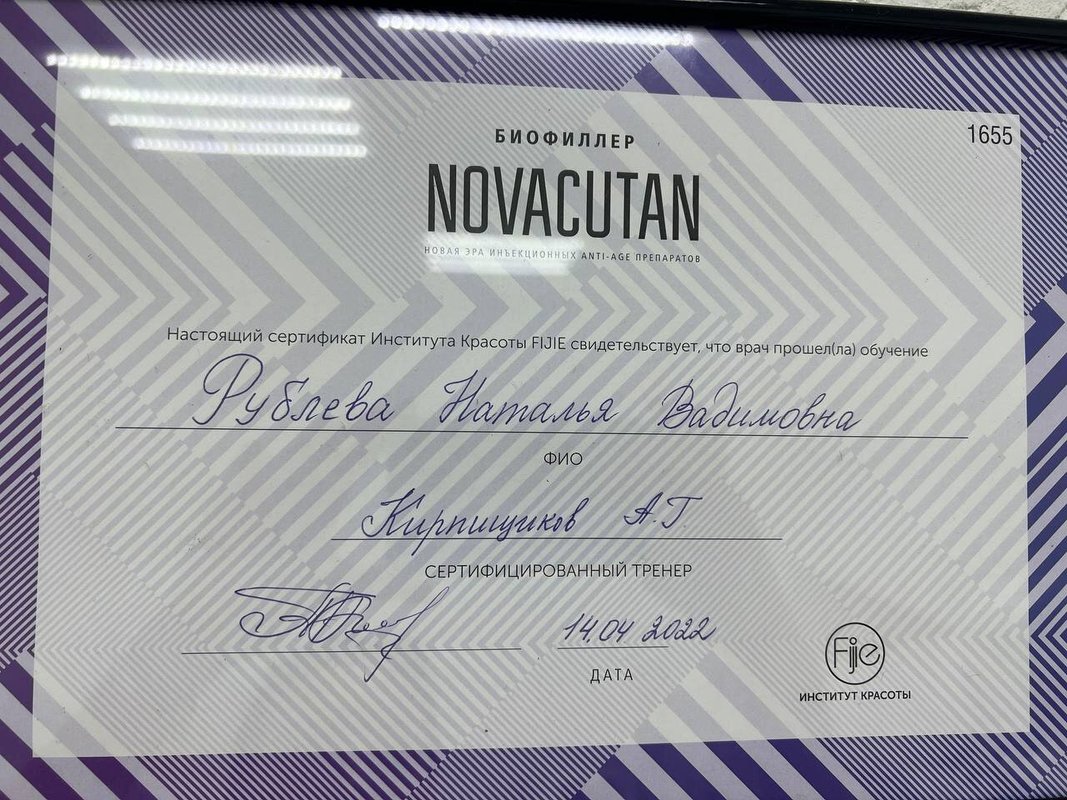 БИОФИЛЛЕР
1655
NOVACUTAN
НОВАЯ ЭРА ИНЪЕКЦИОННЫХ ANTI-AGE ПРЕПАРАТОВ
Настоящий сертификат Института Красоты FIJIE свидетельствует, что врач прошел(ла) обучение
Рублева Наталья Вадимовна
ФИО
Кирпищиков А.Г.
СЕРТИФИЦИРОВАННЫЙ ТРЕНЕР
14.04 2022
ДАТА
Fijie
ИНСТИТУТ КРАСОТЫ